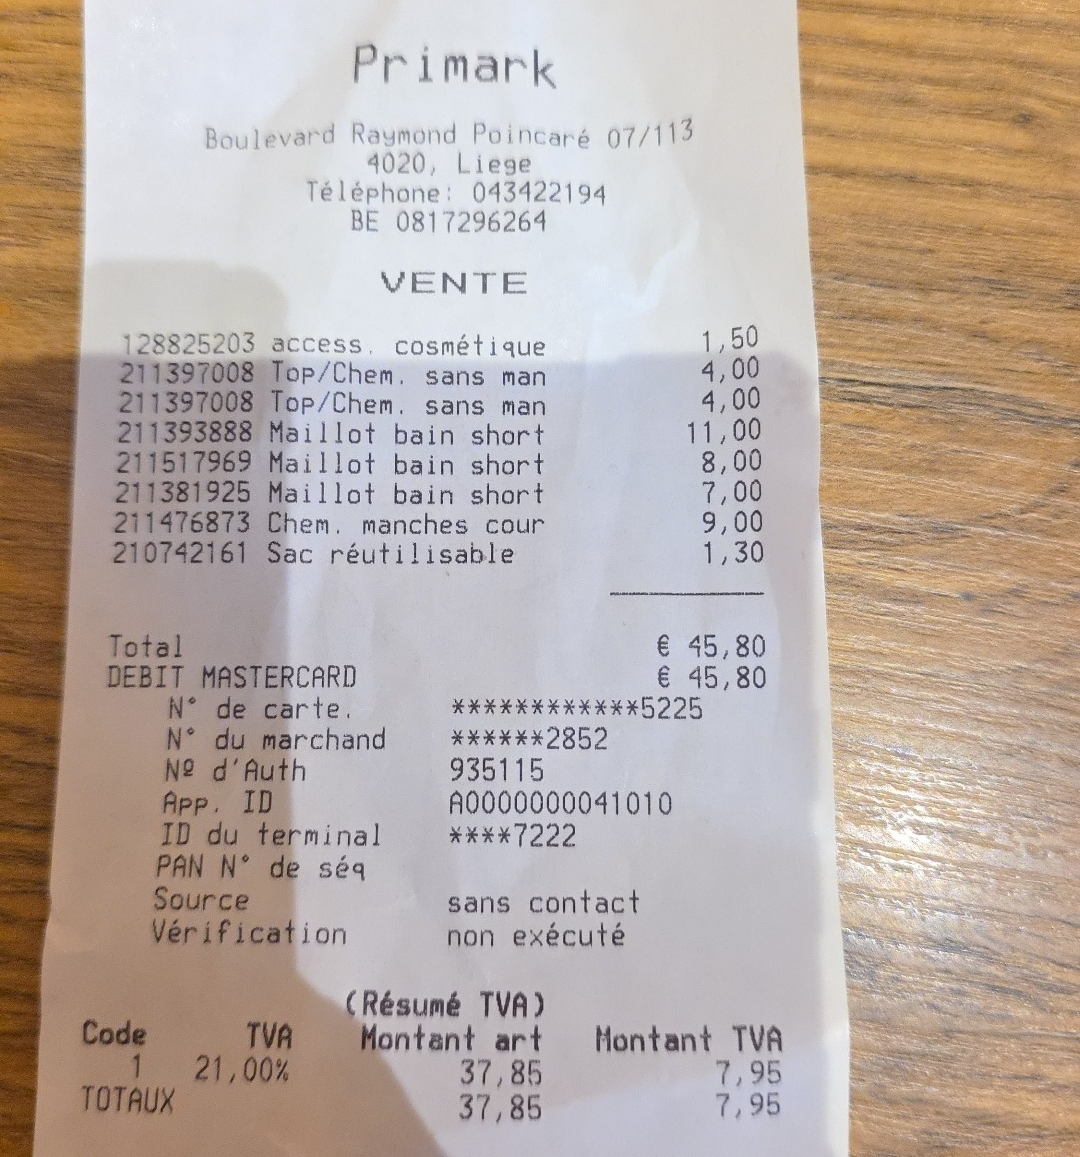 Primark
Boulevard Raymond Poincaré 07/113
4020, Liege
Téléphone: 043422194
BE 0817296264
VENTE
128825203 access. cosmétique 1,50
211397008 Top/Chem. sans man 4,00
211397008 Top/Chem. sans man 4,00
211393888 Maillot bain short 11,00
211517969 Maillot bain short 8,00
211381925 Maillot bain short 7,00
211476873 Chem. manches cour 9,00
210742161 Sac réutilisable 1,30
Total € 45,80
DEBIT MASTERCARD € 45,80
N° de carte. ************5225
N° du marchand ******2852
Nº d'Auth 935115
App. ID A0000000041010
ID du terminal ****7222
PAN N° de séq
Source sans contact
Vérification non exécuté
(Résumé TVA)
Code TVA Montant art Montant TVA
1 21,00% 37,85 7,95
TOTAUX 37,85 7,95